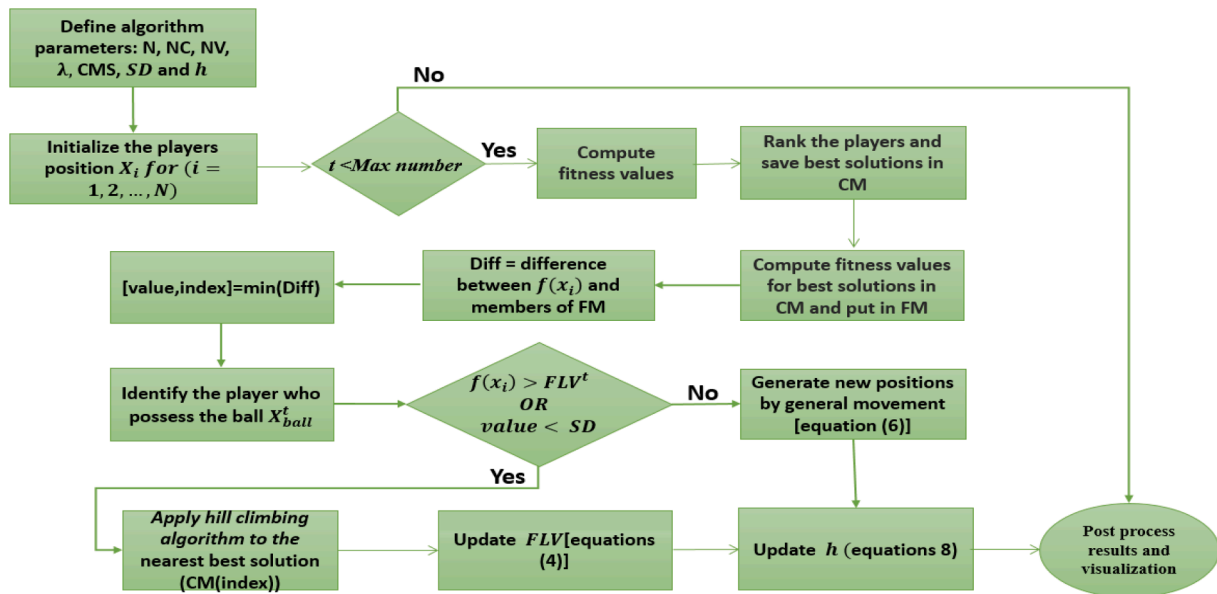 Define algorithm
parameters: N, NC, NV,
λ, CMS, SD and h
No
Initialize the players
position Xᵢ for (i =
1, 2, ... , N)
t <Max number
Yes
Compute
fitness values
Rank the players and
save best solutions in
CM
[value,index]=min(Diff)
Diff = difference
between f(xᵢ) and
members of FM
Compute fitness values
for best solutions in
CM and put in FM
Identify the player who
possess the ball Xᵗ_ball
f(xᵢ) > FLVᵗ
OR
value < SD
No
Generate new positions
by general movement
[equation (6)]
Yes
Apply hill climbing
algorithm to the
nearest best solution
(CM(index))
Update FLV[equations
(4)]
Update h (equations 8)
Post process
results and
visualization